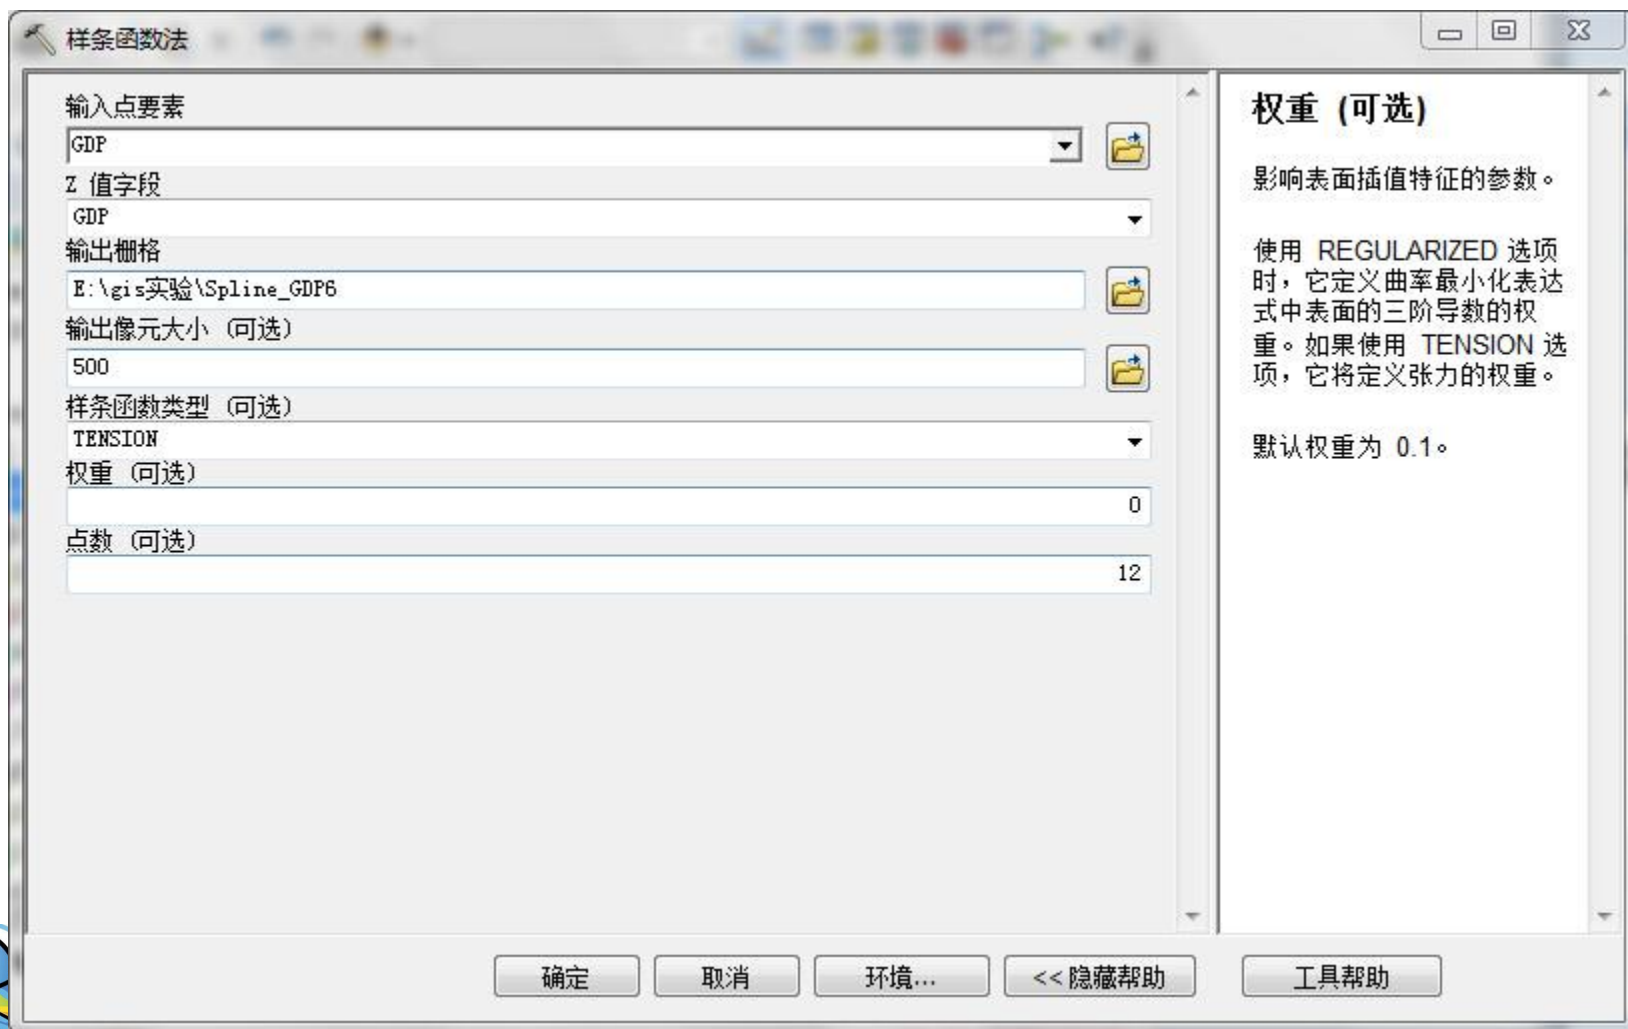 样条函数法
输入点要素
GDP
Z 值字段
GDP
输出栅格
E:\gis实验\Spline_GDP6
输出像元大小 (可选)
500
样条函数类型 (可选)
TENSION
权重 (可选)
0
点数 (可选)
12
权重 (可选)
影响表面插值特征的参数。
使用 REGULARIZED 选项
时，它定义曲率最小化表达
式中表面的三阶导数的权
重。如果使用 TENSION 选
项，它将定义张力的权重。
默认权重为 0.1。
确定
取消
环境...
<< 隐藏帮助
工具帮助